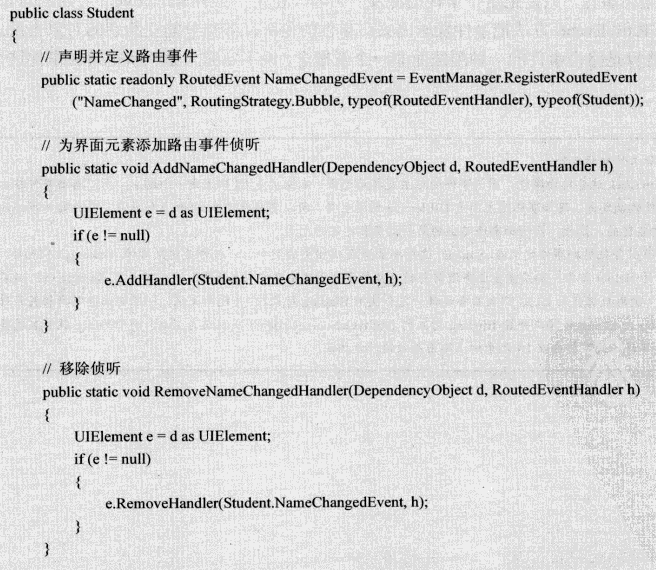 public class Student
{
// 声明并定义路由事件
public static readonly RoutedEvent NameChangedEvent = EventManager.RegisterRoutedEvent
("NameChanged", RoutingStrategy.Bubble, typeof(RoutedEventHandler), typeof(Student));
// 为界面元素添加路由事件侦听
public static void AddNameChangedHandler(DependencyObject d, RoutedEventHandler h)
{
UIElement e = d as UIElement;
if (e != null)
{
e.AddHandler(Student.NameChangedEvent, h);
}
}
// 移除侦听
public static void RemoveNameChangedHandler(DependencyObject d, RoutedEventHandler h)
{
UIElement e = d as UIElement;
if (e != null)
{
e.RemoveHandler(Student.NameChangedEvent, h);
}
}